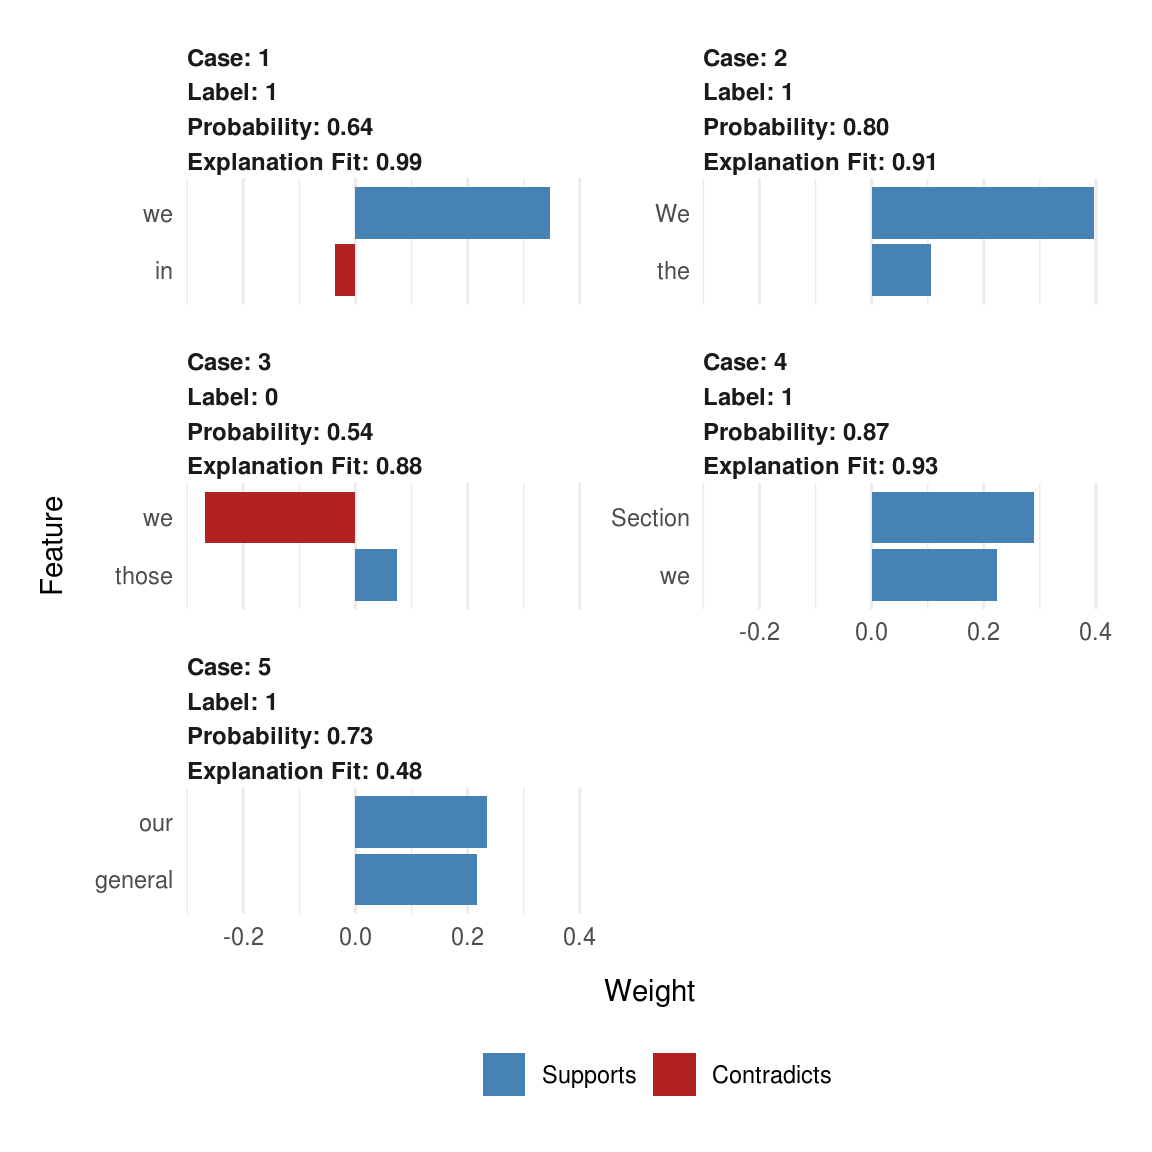 Case: 1
Label: 1
Probability: 0.64
Explanation Fit: 0.99
we
in
Case: 2
Label: 1
Probability: 0.80
Explanation Fit: 0.91
We
the
Case: 3
Label: 0
Probability: 0.54
Explanation Fit: 0.88
we
those
Case: 4
Label: 1
Probability: 0.87
Explanation Fit: 0.93
Section
we
-0.2 0.0 0.2 0.4
Case: 5
Label: 1
Probability: 0.73
Explanation Fit: 0.48
our
general
-0.2 0.0 0.2 0.4
Feature
Weight
Supports Contradicts